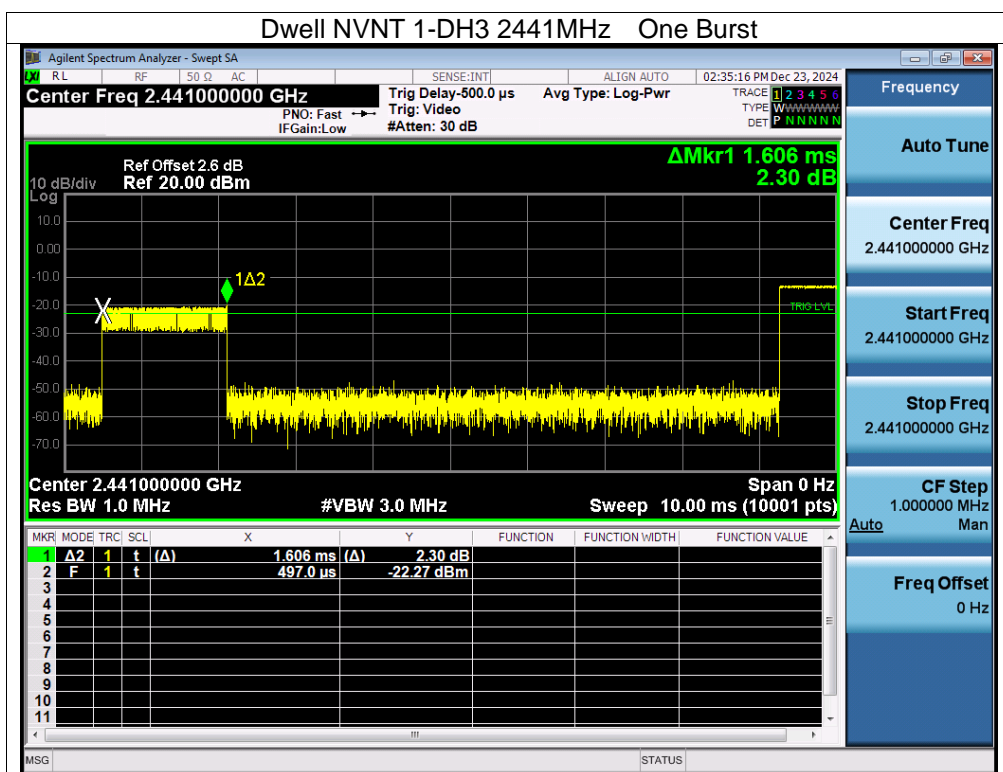 Dwell NVNT 1-DH3 2441MHz One Burst
Agilent Spectrum Analyzer - Swept SA
RL RF 50 Ω AC SENSE:INT ALIGN AUTO 02:35:16 PM Dec 23, 2024
Center Freq 2.441000000 GHz
PNO: Fast
IFGain:Low
Trig Delay-500.0 µs
Trig: Video
#Atten: 30 dB
Avg Type: Log-Pwr
TRACE 1 2 3 4 5 6
TYPE WWWWWWW
DET P N N N N N
ΔMkr1 1.606 ms
2.30 dB
Ref Offset 2.6 dB
10 dB/div Ref 20.00 dBm
Log
10.0
0.00
-10.0
-20.0
-30.0
-40.0
-50.0
-60.0
-70.0
1Δ2
X
TRIG LVL
Center 2.441000000 GHz Span 0 Hz
Res BW 1.0 MHz #VBW 3.0 MHz Sweep 10.00 ms (10001 pts)
MKR MODE TRC SCL X Y FUNCTION FUNCTION WIDTH FUNCTION VALUE
1 Δ2 1 t (Δ) 1.606 ms (Δ) 2.30 dB
2 F 1 t 497.0 µs -22.27 dBm
3
4
5
6
7
8
9
10
11
MSG STATUS
Frequency
Auto Tune
Center Freq
2.441000000 GHz
Start Freq
2.441000000 GHz
Stop Freq
2.441000000 GHz
CF Step
1.000000 MHz
Auto Man
Freq Offset
0 Hz